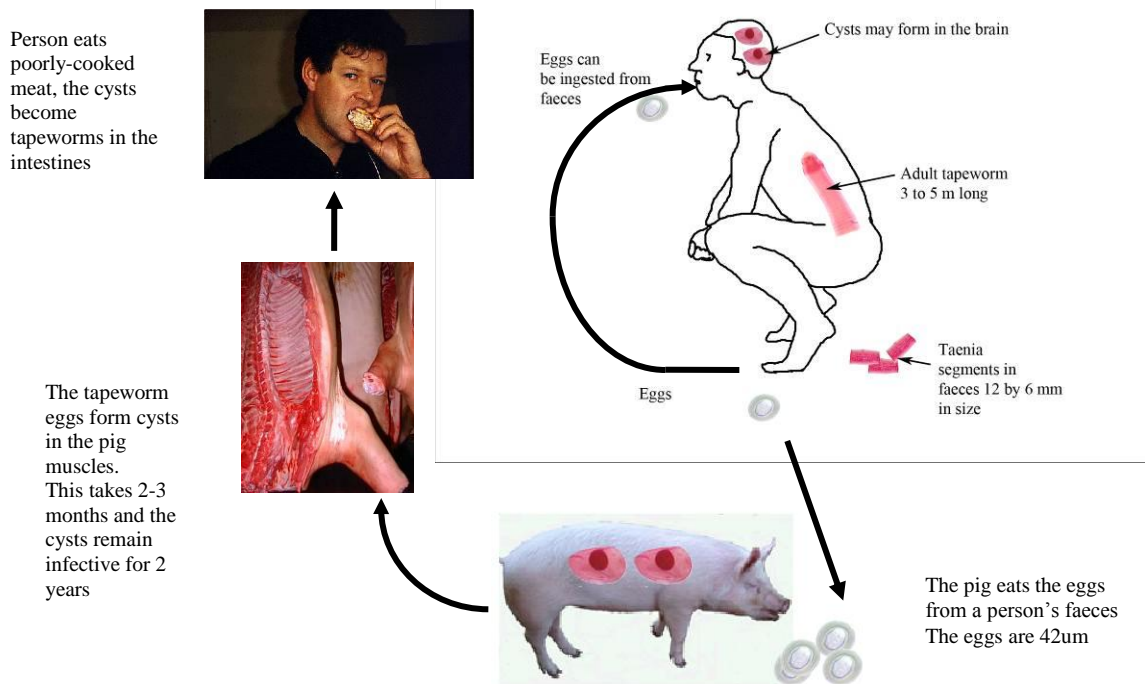 Person eats
poorly-cooked
meat, the cysts
become
tapeworms in the
intestines
Eggs can
be ingested from
faeces
Cysts may form in the brain
Adult tapeworm
3 to 5 m long
Taenia
segments in
faeces 12 by 6 mm
in size
Eggs
The tapeworm
eggs form cysts
in the pig
muscles.
This takes 2-3
months and the
cysts remain
infective for 2
years
The pig eats the eggs
from a person's faeces
The eggs are 42um